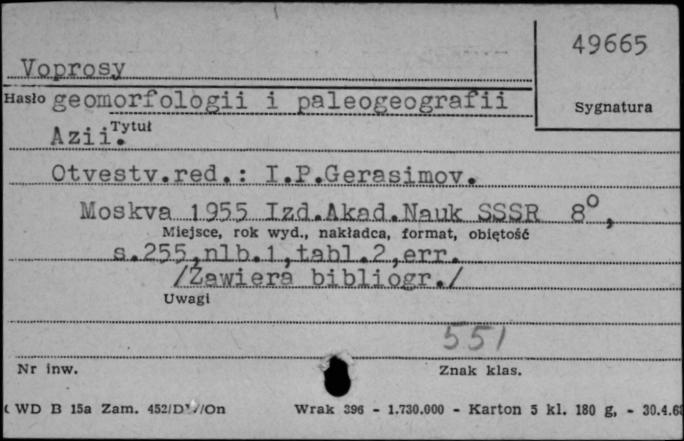 49665
Voprosy
Hasło geomorfologii i paleogeografii
Sygnatura
Tytuł
Azii.
Otvestv.red.: I.P.Gerasimov.
Moskva 1955 Izd.Akad.Nauk SSSR 8°,
Miejsce, rok wyd., nakładca, format, objętość
s.255,nlb.1,tabl.2,err.
/Zawiera bibliogr./
Uwagi
551
Nr inw.
Znak klas.
WD B 15a Zam. Wrak 396 - 1.730.000 - Karton 5 kl. 180 g, - 30.4.6